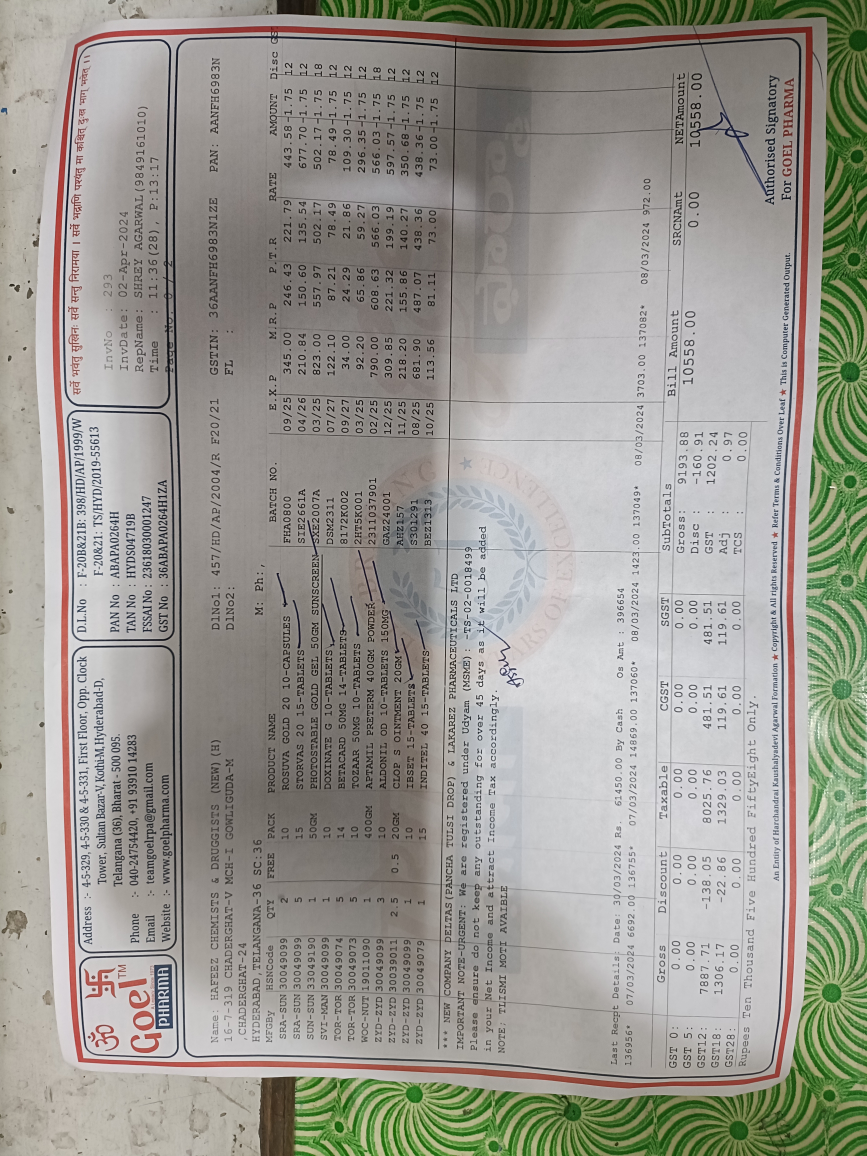 सर्वे भवंतु सुखिनः सर्वे सन्तु निरामया । सर्वे भद्राणि पश्यंतु मा कश्चित् दुःख भाग् भवेत् ।।
ॐ 卐
Goel™
PHARMA
Address :- 4-5-329, 4-5-330 & 4-5-331, First Floor, Opp. Clock
Tower, Sultan Bazar-V, Kothi-M,Hyderabad-D,
Telangana (36), Bharat - 500 095.
Phone :- 040-24754420, +91 93910 14283
Email :- teamgoelrpa@gmail.com
Website :- www.goelpharma.com
D.L.No : F-20B&21B: 398/HD/AP/1999/W
F-20&21: TS/HYD/2019-55613
PAN No : ABAPA0264H
TAN No : HYDS04719B
FSSAI No : 23618030001247
GST No : 36ABAPA0264H1ZA
InvNo : 293
InvDate: 02-Apr-2024
RepName: SHREY AGARWAL(9849161010)
Time : 11:36(28), P:13:17
Name: HAFEEZ CHEMISTS & DRUGGISTS (NEW)(H) DlNo1: 457/HD/AP/2004/R F20/21 GSTIN: 36AANFH6983N1ZE PAN: AANFH6983N
16-7-319 CHADERGHAT-V MCH-I GOWLIGUDA-M DlNo2: FL :
,CHADERGHAT-24
HYDERABAD,TELANGANA-36 SC:36 M: Ph:,
MFGBy HSNCode QTY FREE PACK PRODUCT NAME BATCH NO. E.X.P M.R.P P.T.R RATE AMOUNT Disc
SRA-SUN 30049099 2 10 ROSUVA GOLD 20 10-CAPSULES FHA0800 09/25 345.00 246.43 221.79 443.58 -1.75 12
SRA-SUN 30049099 5 15 STORVAS 20 15-TABLETS SIE2661A 04/26 210.84 150.60 135.54 677.70 -1.75 12
SUN-SUN 33049190 1 50GM PHOTOSTABLE GOLD GEL 50GM SUNSCREEN SXE2007A 03/25 823.00 557.97 502.17 502.17 -1.75 18
SVI-MAN 30049099 1 10 DOXINATE G 10-TABLETS DSM2311 07/27 122.10 87.21 78.49 78.49 -1.75 12
TOR-TOR 30049074 5 14 BETACARD 50MG 14-TABLETS 8172K002 09/27 34.00 24.29 21.86 109.30 -1.75 12
TOR-TOR 30049073 5 10 TOZAAR 50MG 10-TABLETS 2HT5K001 03/25 92.20 65.86 59.27 296.35 -1.75 12
WOC-NUT 19011090 1 400GM APTAMIL PRETERM 400GM POWDER 2311037901 02/25 790.00 608.63 566.03 566.03 -1.75 18
ZYD-ZYD 30049099 3 10 ALDONIL OD 10-TABLETS 150MG GAZ24001 12/25 309.85 221.32 199.19 597.57 -1.75 12
ZYD-ZYD 30039011 2.5 0.5 20GM CLOP S OINTMENT 20GM AHZ157 11/25 218.20 155.86 140.27 350.68 -1.75 12
ZYD-ZYD 30049099 1 10 IBSET 15-TABLETS S301291 08/25 681.90 487.07 438.36 438.36 -1.75 12
ZYD-ZYD 30049079 1 15 INDITEL 40 15-TABLETS BEZ1313 10/25 113.56 81.11 73.00 73.00 -1.75 12
*** NEW COMPANY DELTAS(PANCHA TULSI DROP) & LAKAREZ PHARMACEUTICALS LTD
IMPORTANT NOTE-URGENT: We are registered under Udyam (MSME): -TS-02-0018499
Please ensure do not keep any outstanding for over 45 days as it will be added
in your Net Income and attract Income Tax accordingly.
NOTE: TUISMI MOTI AVAIBLE
Last Recpt Details: Date: 30/03/2024 Rs. 61450.00 By Cash Os Amt : 396654
136956* 07/03/2024 6692.00 136755* 07/03/2024 14869.00 137060* 08/03/2024 1423.00 137049* 08/03/2024 3703.00 137082* 08/03/2024 972.00
Gross Discount Taxable CGST SGST SubTotals Bill Amount SRCNAmt NETAmount
GST 0: 0.00 0.00 0.00 0.00 0.00 Gross: 9193.88 10558.00 0.00 10558.00
GST 5: 0.00 0.00 0.00 0.00 0.00 Disc : -160.91
GST12: 7887.71 -138.05 8025.76 481.51 481.51 GST : 1202.24
GST18: 1306.17 -22.86 1329.03 119.61 119.61 Adj : 0.97
GST28: 0.00 0.00 0.00 0.00 0.00 TCS : 0.00
Rupees Ten Thousand Five Hundred FiftyEight Only.
Authorised Signatory
For GOEL PHARMA
An Entity of Harchandrai Kaushalyadevi Agarwal Formation ★ Copyright & All rights Reserved ★ Refer Terms & Conditions Over Leaf ★ This is Computer Generated Output.